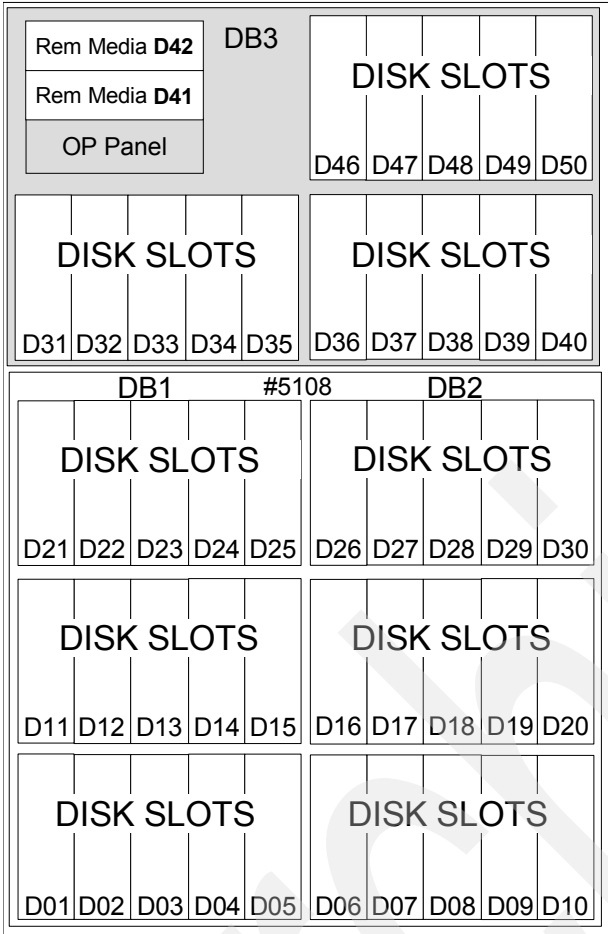 Rem Media D42
DB3
Rem Media D41
OP Panel
DISK SLOTS
D46 D47 D48 D49 D50
DISK SLOTS
D31 D32 D33 D34 D35
DISK SLOTS
D36 D37 D38 D39 D40
DB1 #5108 DB2
DISK SLOTS
D21 D22 D23 D24 D25
DISK SLOTS
D26 D27 D28 D29 D30
DISK SLOTS
D11 D12 D13 D14 D15
DISK SLOTS
D16 D17 D18 D19 D20
DISK SLOTS
D01 D02 D03 D04 D05
DISK SLOTS
D06 D07 D08 D09 D10